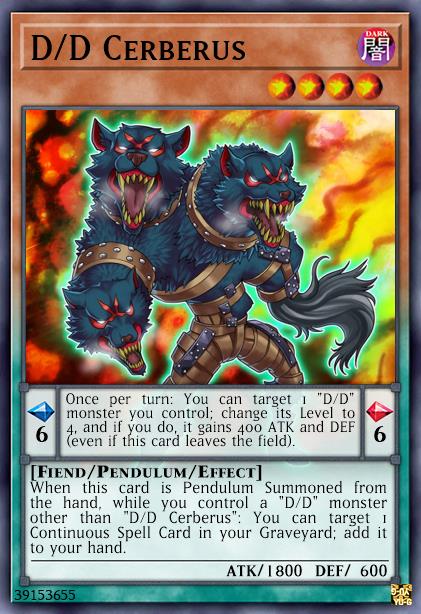 D/D Cerberus
DARK
闇
Once per turn: You can target 1 "D/D"
monster you control; change its Level to
4, and if you do, it gains 400 ATK and DEF
(even if this card leaves the field).
6
6
[Fiend/Pendulum/Effect]
When this card is Pendulum Summoned from
the hand, while you control a "D/D" monster
other than "D/D Cerberus": You can target 1
Continuous Spell Card in your Graveyard; add it
to your hand.
ATK/1800 DEF/ 600
39153655